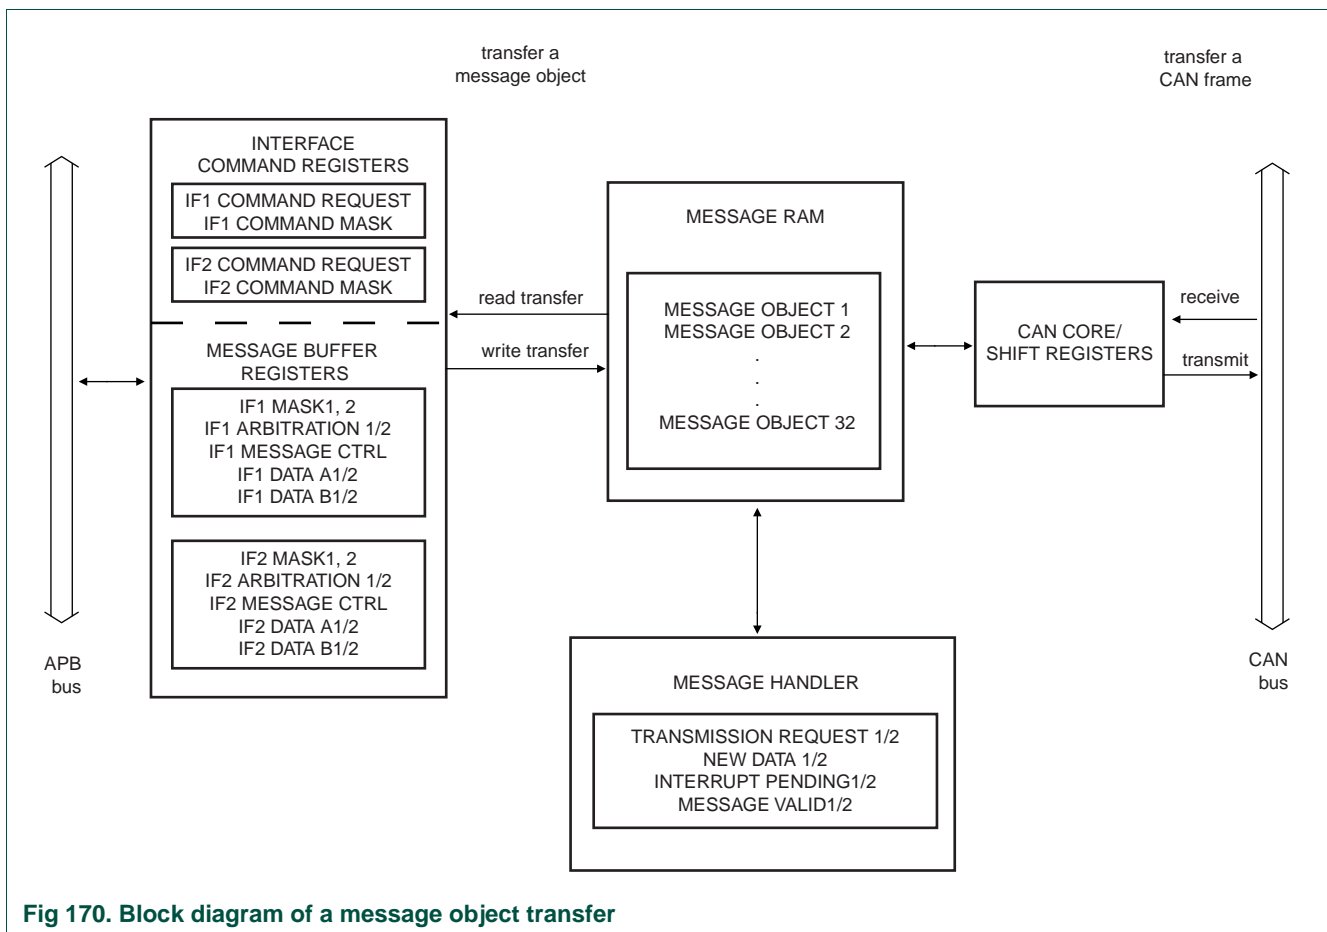 transfer a
message object
transfer a
CAN frame
INTERFACE
COMMAND REGISTERS
IF1 COMMAND REQUEST
IF1 COMMAND MASK
IF2 COMMAND REQUEST
IF2 COMMAND MASK
MESSAGE BUFFER
REGISTERS
IF1 MASK1, 2
IF1 ARBITRATION 1/2
IF1 MESSAGE CTRL
IF1 DATA A1/2
IF1 DATA B1/2
IF2 MASK1, 2
IF2 ARBITRATION 1/2
IF2 MESSAGE CTRL
IF2 DATA A1/2
IF2 DATA B1/2
APB
bus
read transfer
write transfer
MESSAGE RAM
MESSAGE OBJECT 1
MESSAGE OBJECT 2
.
.
.
MESSAGE OBJECT 32
CAN CORE/
SHIFT REGISTERS
receive
transmit
CAN
bus
MESSAGE HANDLER
TRANSMISSION REQUEST 1/2
NEW DATA 1/2
INTERRUPT PENDING1/2
MESSAGE VALID1/2
Fig 170. Block diagram of a message object transfer